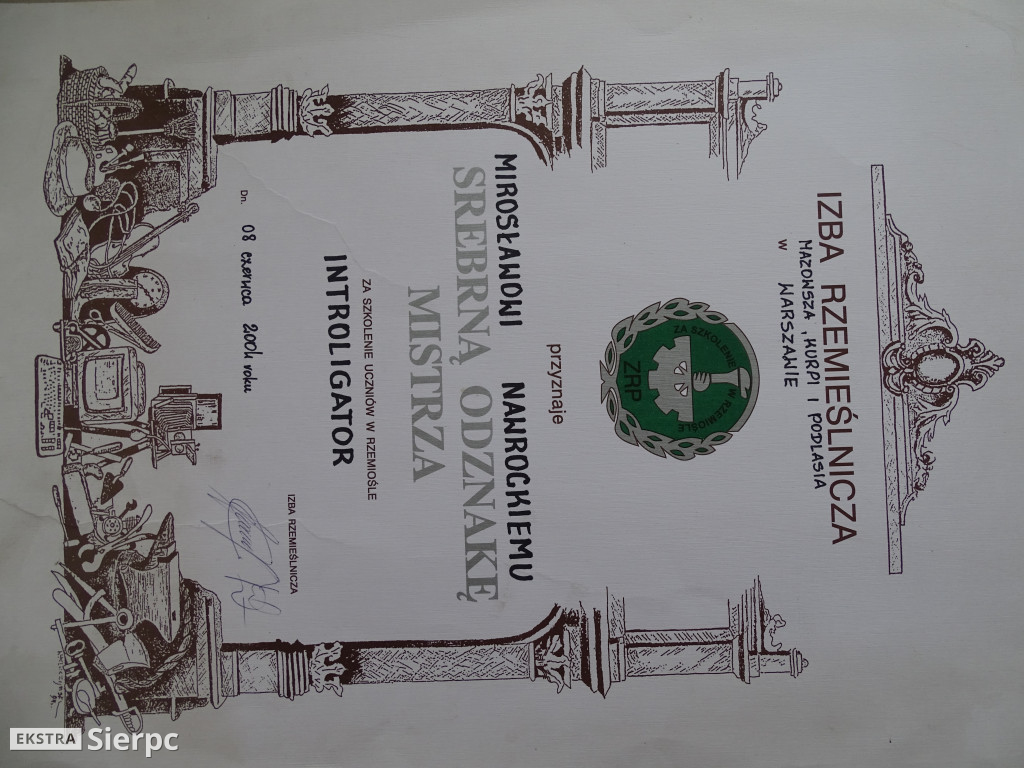 IZBA RZEMIEŚLNICZA
MAZOWSZA, KURPI I PODLASIA
w WARSZAWIE
ZA SZKOLENIE W RZEMIOŚLE
ZRP
przyznaje
MIROSŁAWOWI NAWROCKIEMU
SREBRNĄ ODZNAKĘ
MISTRZA
ZA SZKOLENIE UCZNIÓW W RZEMIOŚLE
INTROLIGATOR
IZBA RZEMIEŚLNICZA
Dn. 08 czerwca 2004 roku
EKSTRA Sierpc